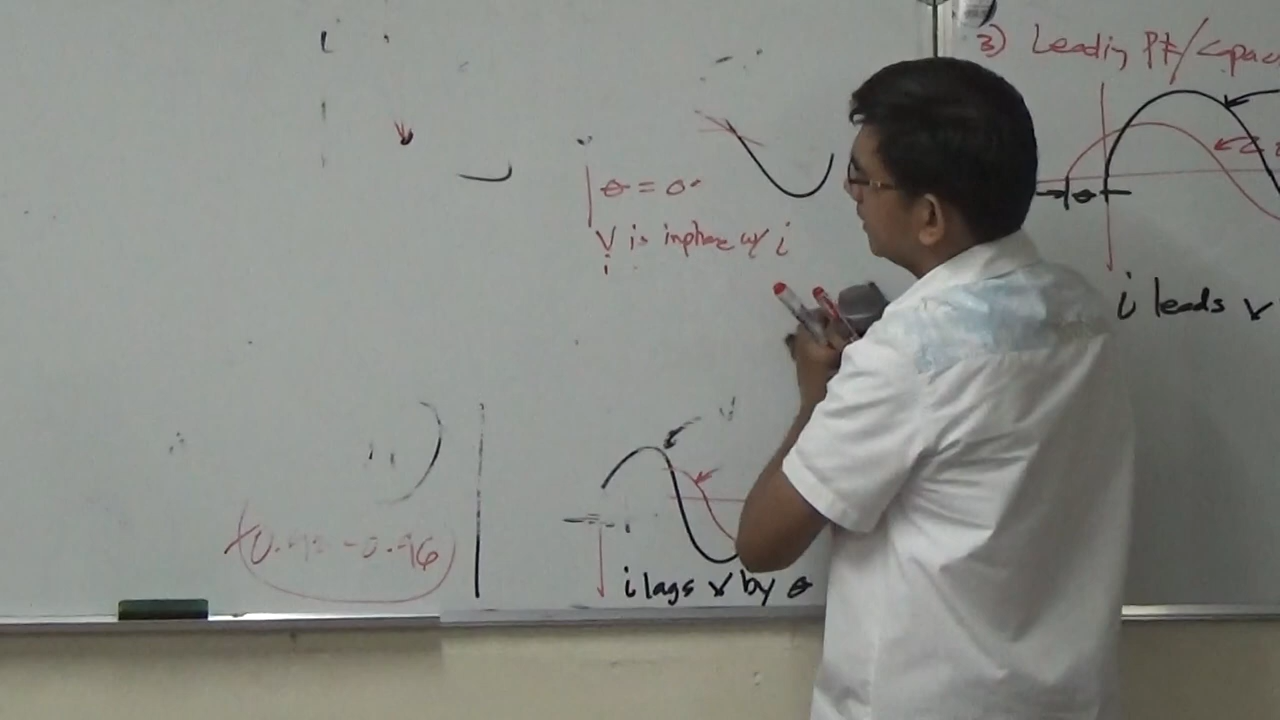 θ = 0°
V is inphase w/ i
V
i lags V by θ
3) Leading Pf/Capac
θ
i leads V